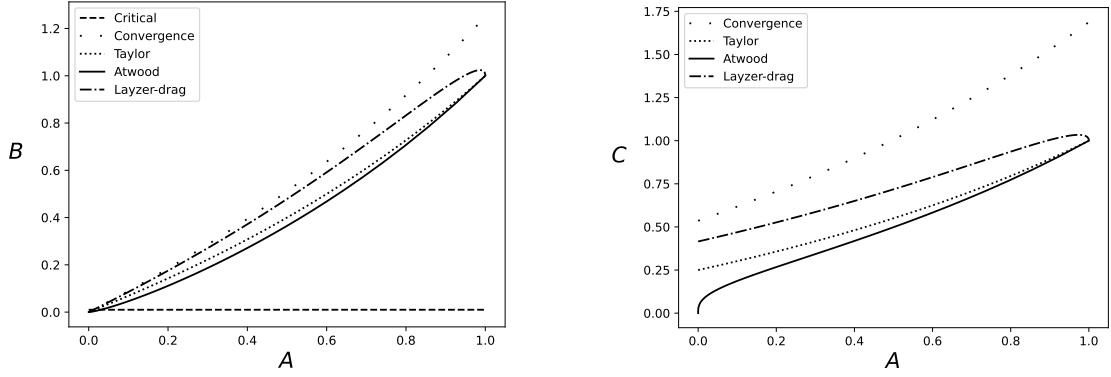 1.2
1.0
0.8
0.6
0.4
0.2
0.0
B
Critical
Convergence
Taylor
Atwood
Layzer-drag
0.0 0.2 0.4 0.6 0.8 1.0
A
1.75
1.50
1.25
1.00
0.75
0.50
0.25
0.00
C
Convergence
Taylor
Atwood
Layzer-drag
0.0 0.2 0.4 0.6 0.8 1.0
A